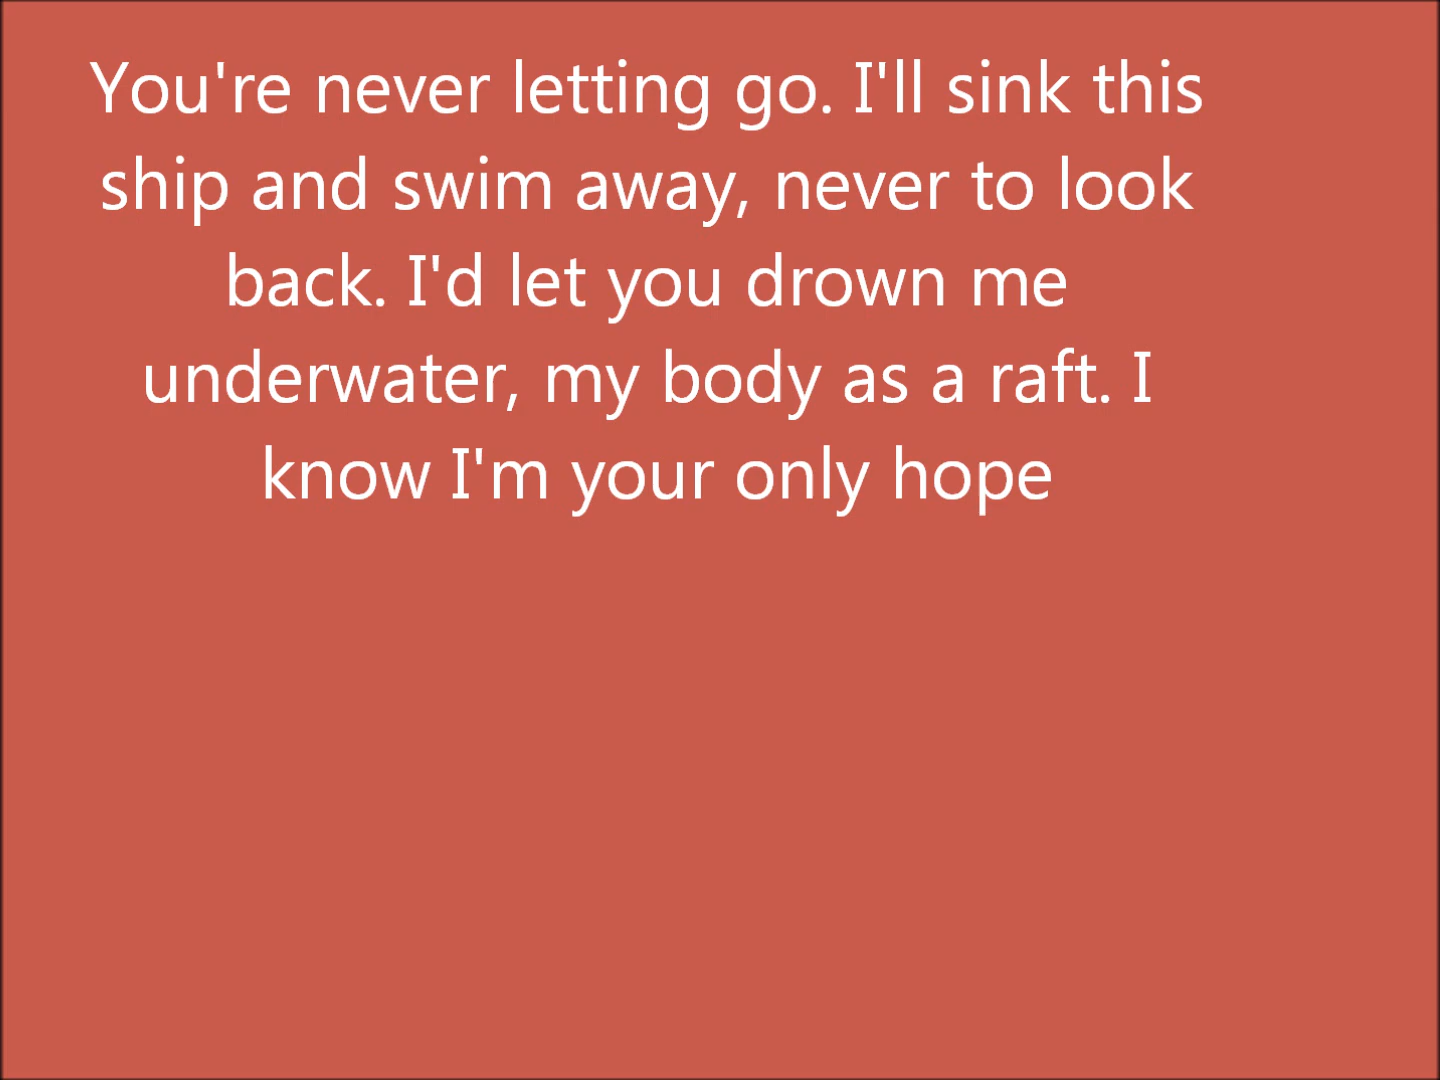 You're never letting go. I'll sink this
ship and swim away, never to look
back. I'd let you drown me
underwater, my body as a raft. I
know I'm your only hope